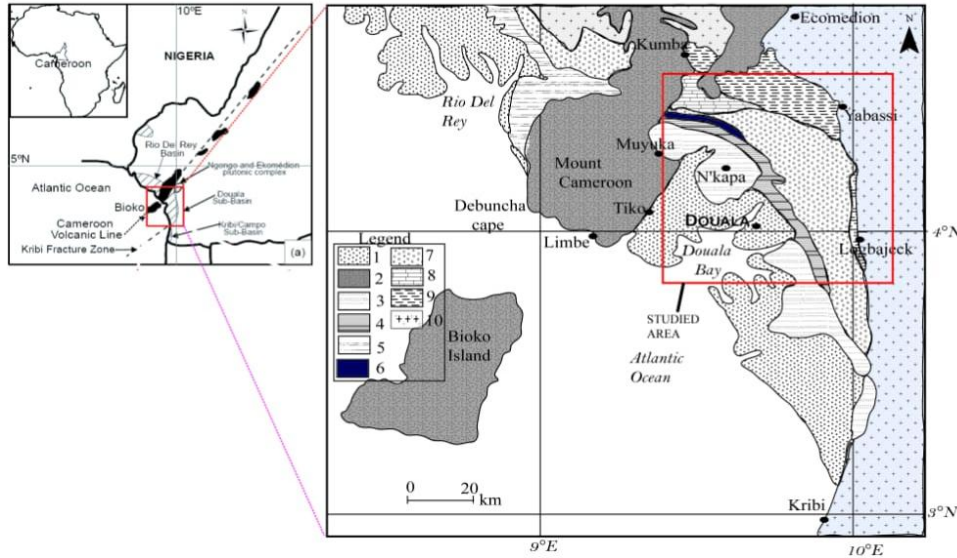 10°E
NIGERIA
Cameroon
Rio Del Rey
Basin
5°N
Ngongo and Ekomédion
plutonic complex
Atlantic Ocean
Douala
Sub-Basin
Bioko
Cameroon
Volcanic Line
Kribi/Campo
Sub-Basin
Kribi Fracture Zone
(a)
Ecomedion
N
Kumba
Rio Del
Rey
Yabassi
Muyuka
Mount
Cameroon
N'kapa
Tiko
DOUALA
Debuncha
cape
Limbe
Logbajeck
4°N
Douala
Bay
Legend
1
2
3
4
5
6
7
8
9
10
STUDIED
AREA
Bioko
Island
Atlantic
Ocean
0 20
km
Kribi
3°N
9°E
10°E